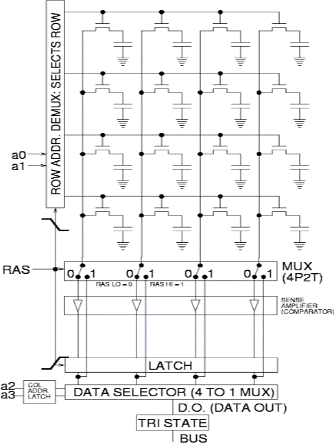 ROW ADDR. DEMUX: SELECTS ROW
a0
a1
RAS
0 1 0 1 0 1 0 1
MUX
(4P2T)
RAS LO = 0 RAS HI = 1
SENSE
AMPLIFIER
(COMPARATOR)
LATCH
a2
a3
COL
ADDR.
LATCH
DATA SELECTOR (4 TO 1 MUX)
D.O. (DATA OUT)
TRI STATE
BUS